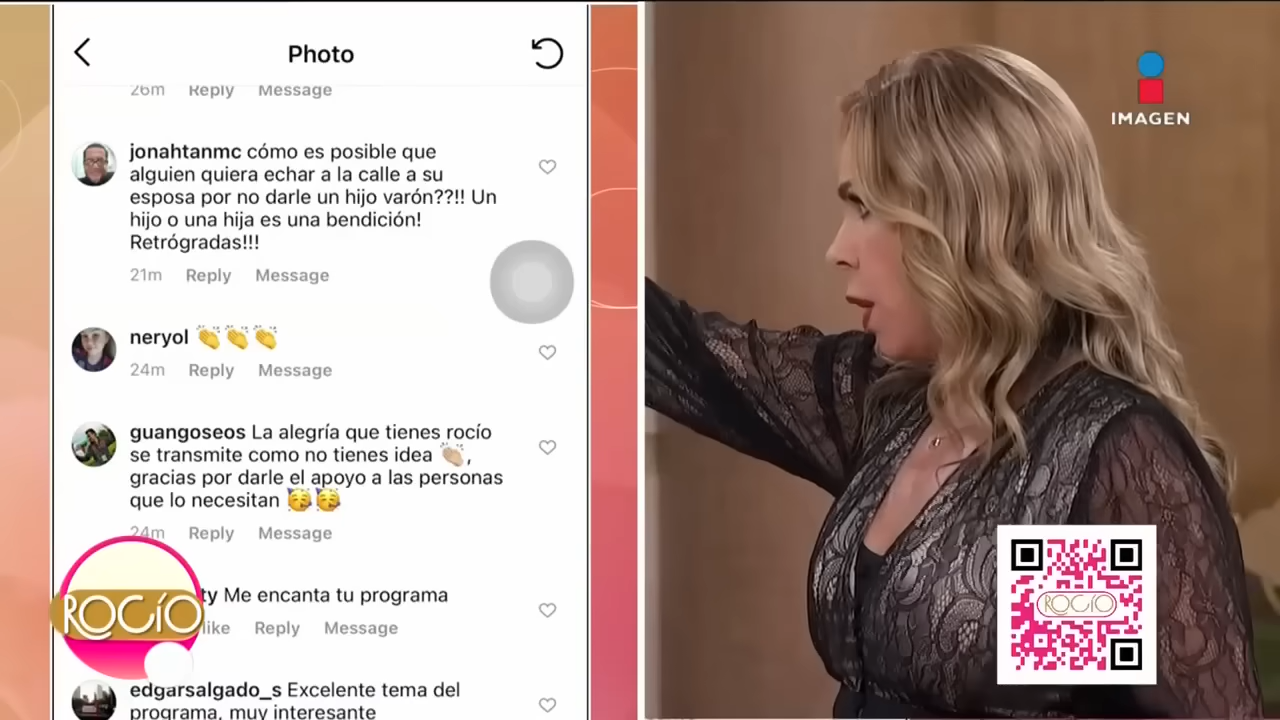 Photo
26m Reply Message
jonahtanmc cómo es posible que
alguien quiera echar a la calle a su
esposa por no darle un hijo varón??!! Un
hijo o una hija es una bendición!
Retrógradas!!!
21m Reply Message
neryol 👏👏👏
24m Reply Message
guangoseos La alegría que tienes rocío
se transmite como no tienes idea 👏🏻,
gracias por darle el apoyo a las personas
que lo necesitan 🥳🥳
24m Reply Message
ty Me encanta tu programa
like Reply Message
edgarsalgado_s Excelente tema del
programa, muy interesante
ROCÍO
IMAGEN
ROCÍO